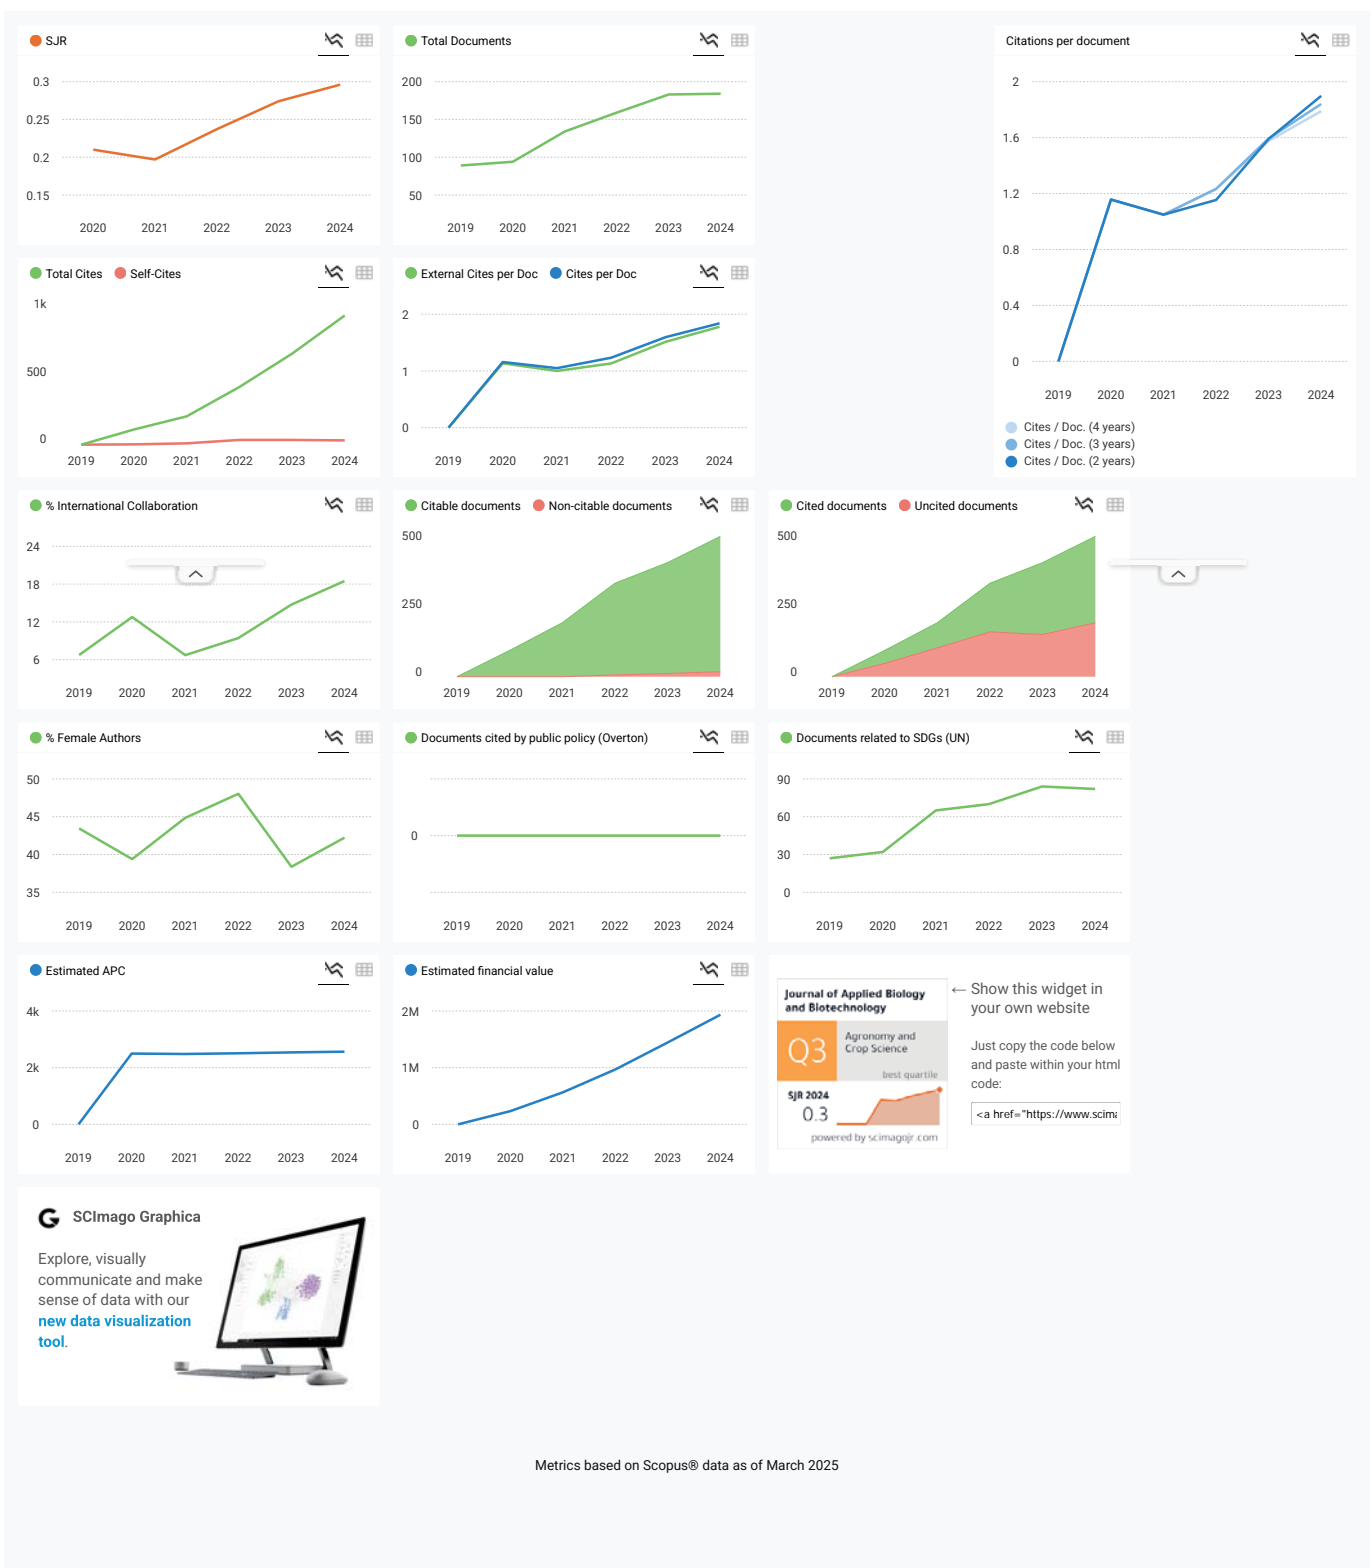 SJR
0.3
0.25
0.2
0.15
2020 2021 2022 2023 2024
Total Documents
200
150
100
50
2019 2020 2021 2022 2023 2024
Citations per document
2
1.6
1.2
0.8
0.4
0
2019 2020 2021 2022 2023 2024
Cites / Doc. (4 years)
Cites / Doc. (3 years)
Cites / Doc. (2 years)
Total Cites Self-Cites
1k
500
0
2019 2020 2021 2022 2023 2024
External Cites per Doc Cites per Doc
2
1
0
2019 2020 2021 2022 2023 2024
% International Collaboration
24
18
12
6
2019 2020 2021 2022 2023 2024
Citable documents Non-citable documents
500
250
0
2019 2020 2021 2022 2023 2024
Cited documents Uncited documents
500
250
0
2019 2020 2021 2022 2023 2024
% Female Authors
50
45
40
35
2019 2020 2021 2022 2023 2024
Documents cited by public policy (Overton)
0
2019 2020 2021 2022 2023 2024
Documents related to SDGs (UN)
90
60
30
0
2019 2020 2021 2022 2023 2024
Estimated APC
4k
2k
0
2019 2020 2021 2022 2023 2024
Estimated financial value
2M
1M
0
2019 2020 2021 2022 2023 2024
Journal of Applied Biology
and Biotechnology
Q3
Agronomy and
Crop Science
best quartile
SJR 2024
0.3
powered by scimagojr.com
← Show this widget in
your own website
Just copy the code below
and paste within your html
code:
<a href="https://www.scima
SCImago Graphica
Explore, visually
communicate and make
sense of data with our
new data visualization
tool.
Metrics based on Scopus® data as of March 2025